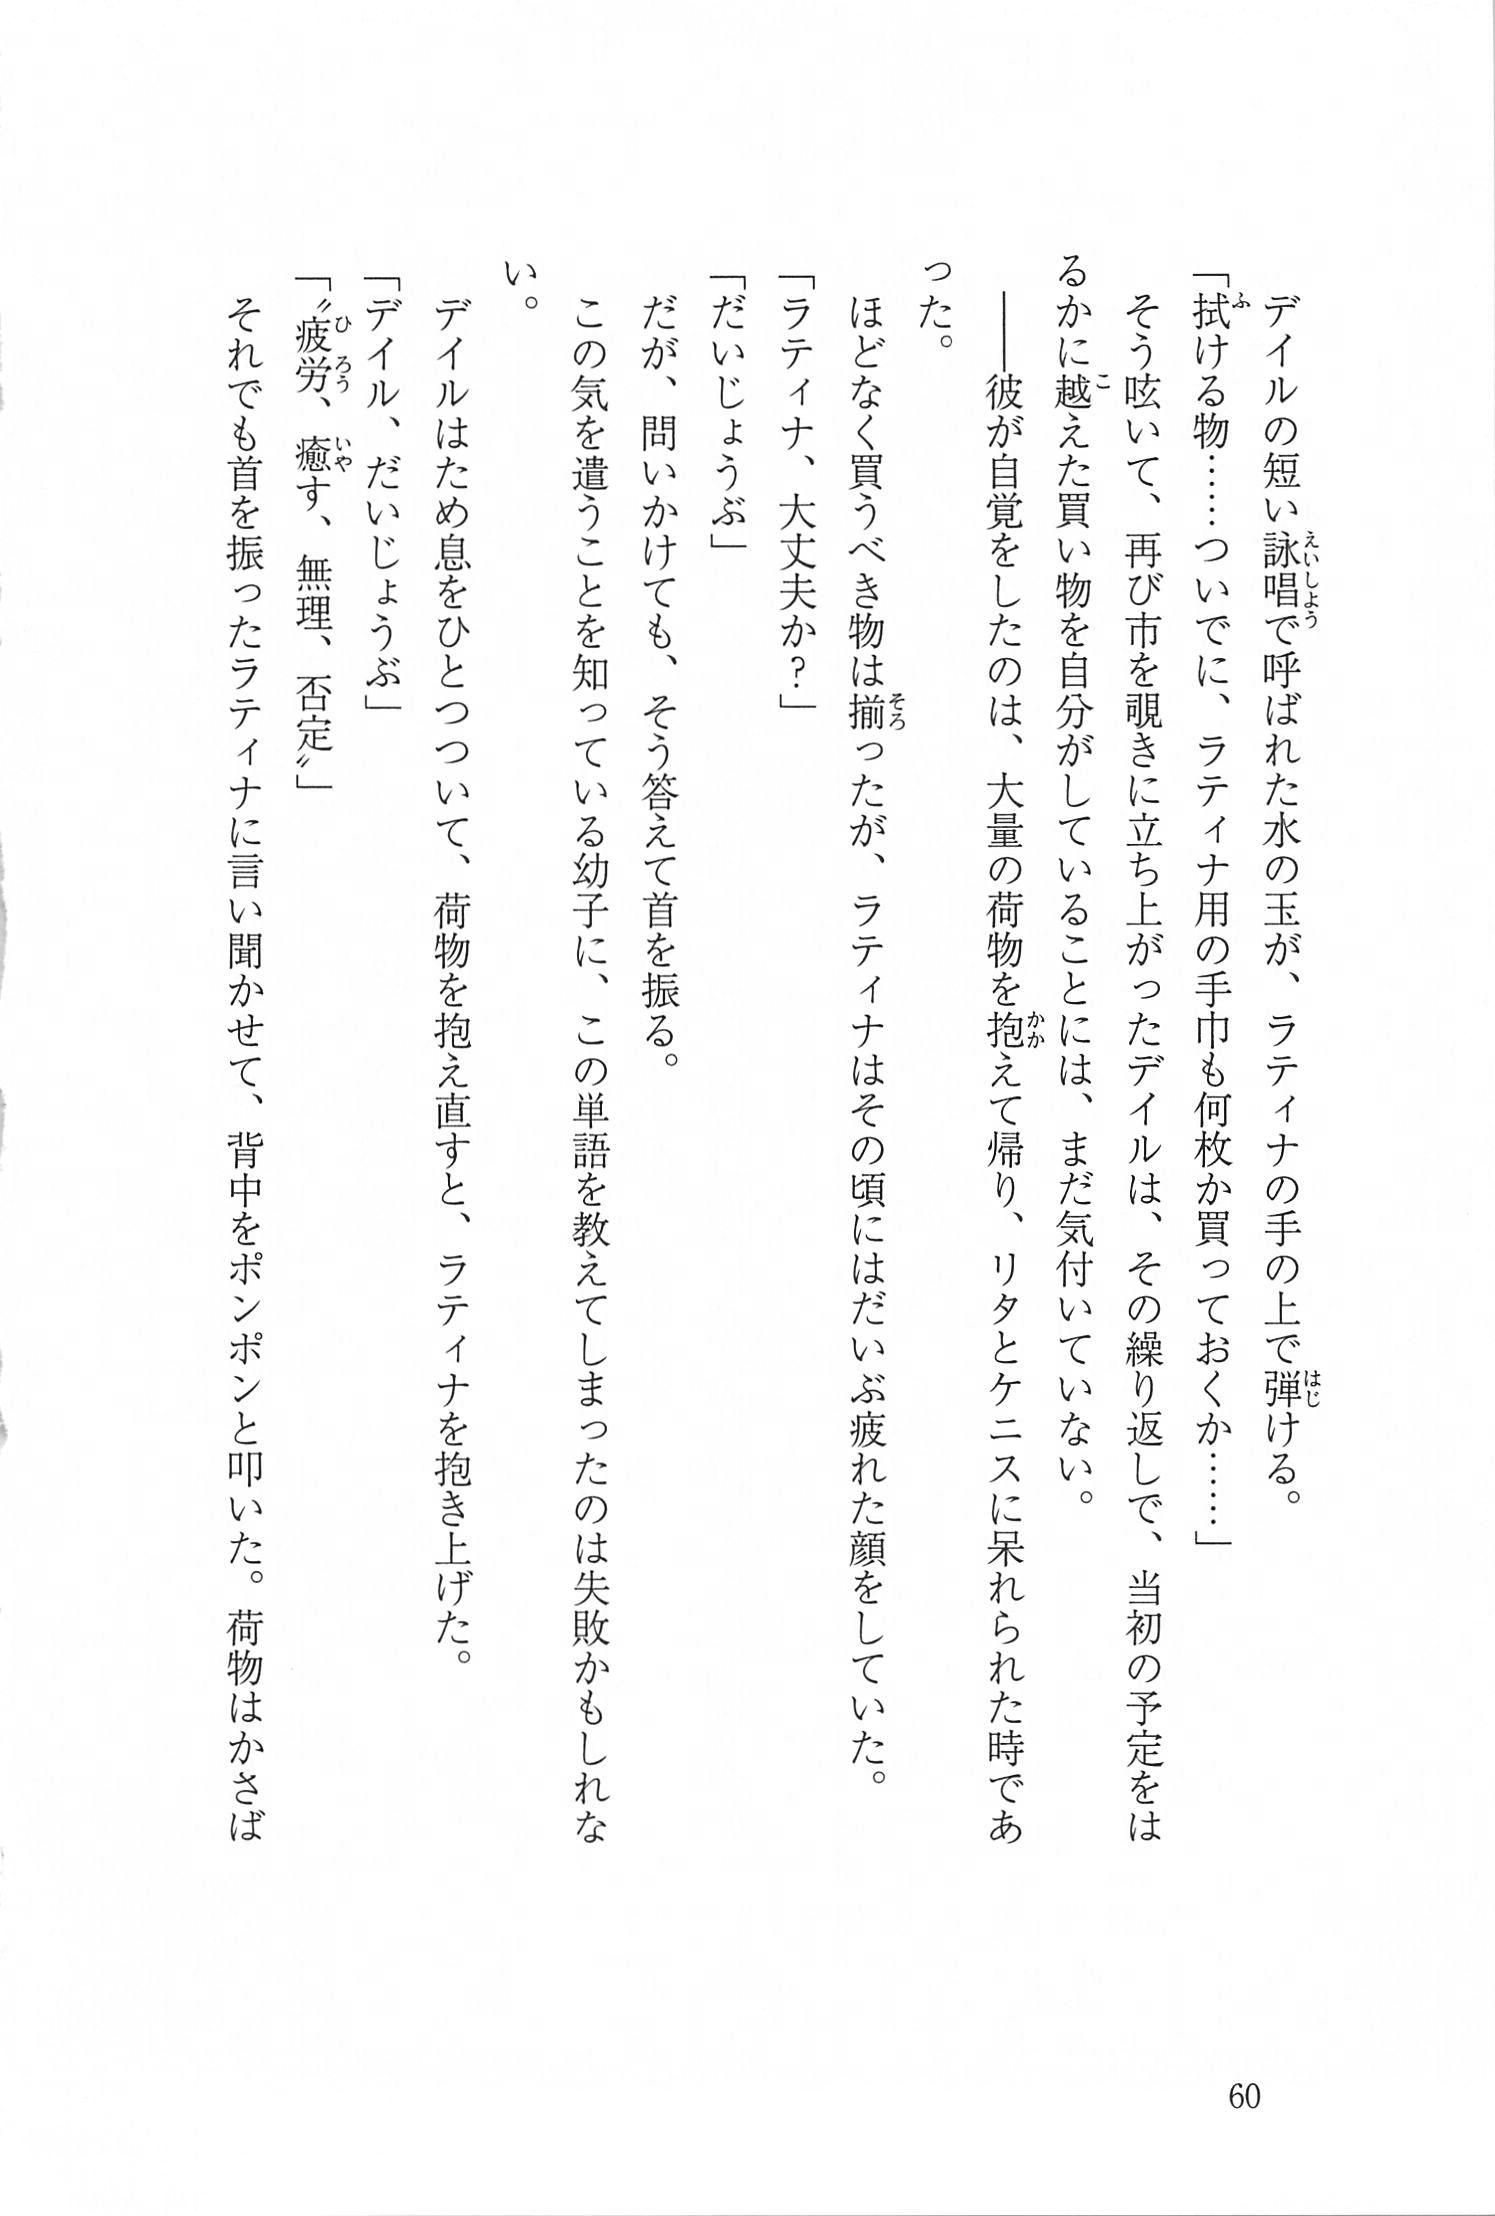 デイルの短い詠唱で呼ばれた水の玉が、ラティナの手の上で弾ける。
「拭ける物……ついでに、ラティナ用の手巾も何枚か買っておくか……」
そう呟いて、再び市を覗きに立ち上がったデイルは、その繰り返しで、当初の予定をは
るかに越えた買い物を自分がしていることには、まだ気付いていない。
――彼が自覚をしたのは、大量の荷物を抱えて帰り、リタとケニスに呆れられた時であ
った。
ほどなく買うべき物は揃ったが、ラティナはその頃にはだいぶ疲れた顔をしていた。
「ラティナ、大丈夫か？」
「だいじょうぶ」
だが、問いかけても、そう答えて首を振る。
この気を遣うことを知っている幼子に、この単語を教えてしまったのは失敗かもしれな
い。
デイルはため息をひとつついて、荷物を抱え直すと、ラティナを抱き上げた。
「デイル、だいじょうぶ」
「〝疲労、癒す、無理、否定〟」
それでも首を振ったラティナに言い聞かせて、背中をポンポンと叩いた。荷物はかさば
60